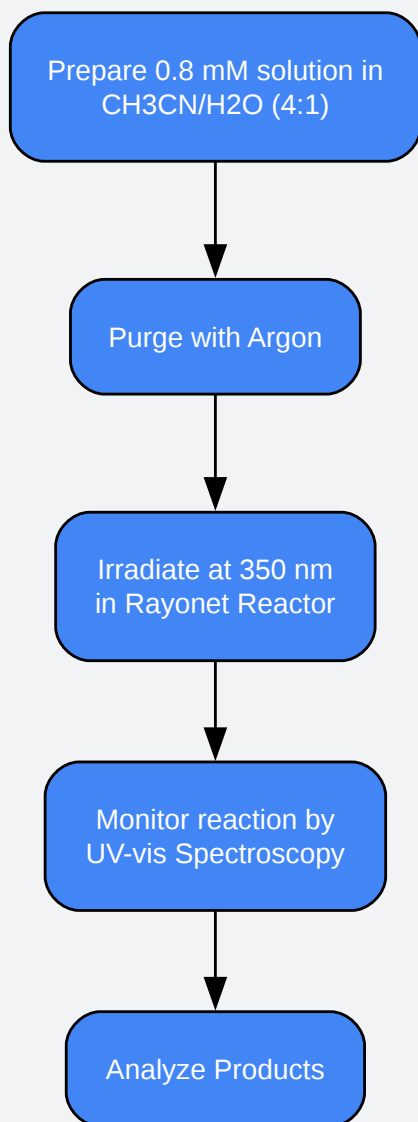 Prepare 0.8 mM solution in
CH3CN/H2O (4:1)
Purge with Argon
Irradiate at 350 nm
in Rayonet Reactor
Monitor reaction by
UV-vis Spectroscopy
Analyze Products